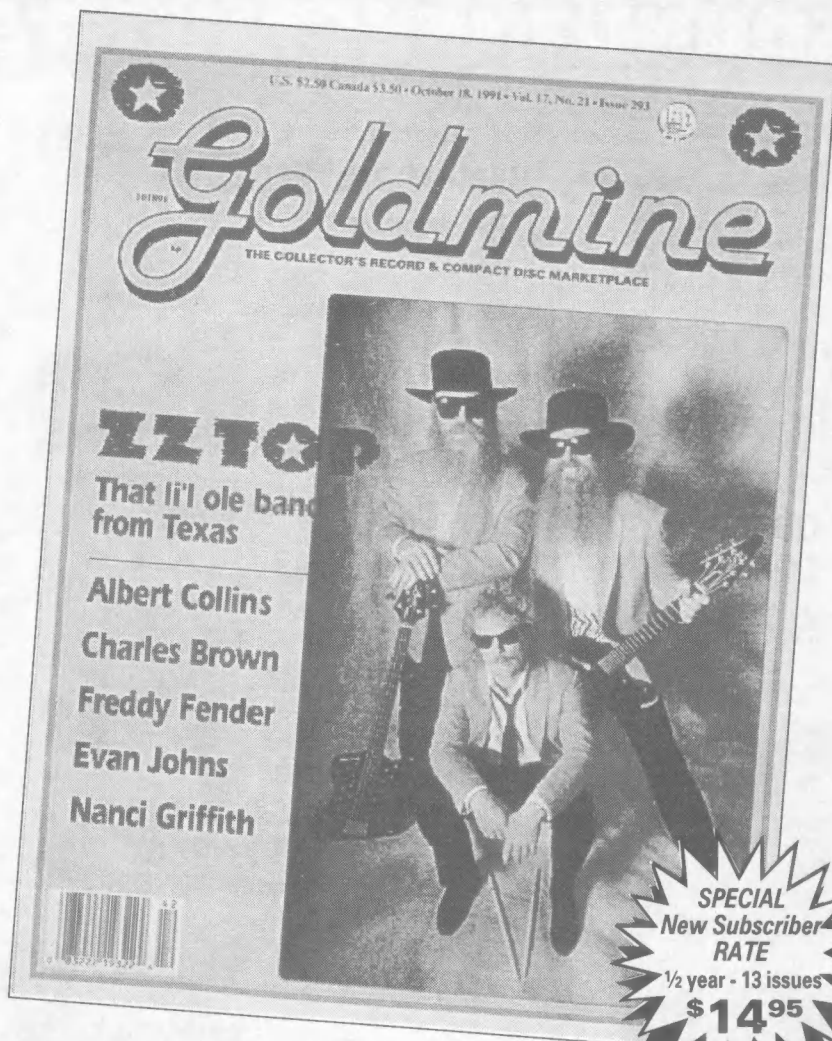 U.S. $2.50 Canada $3.50 • October 18, 1991 • Vol. 17, No. 21 • Issue 293
Goldmine
THE COLLECTOR'S RECORD & COMPACT DISC MARKETPLACE
ZZ TOP
That li'l ole band
from Texas
Albert Collins
Charles Brown
Freddy Fender
Evan Johns
Nanci Griffith
42
SPECIAL
New Subscriber
RATE
½ year - 13 issues
$14.95